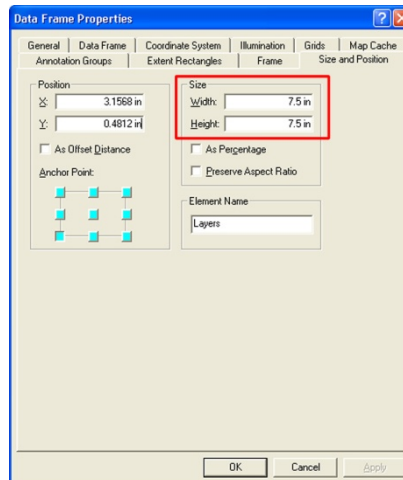 Data Frame Properties
General Data Frame Coordinate System Illumination Grids Map Cache
Annotation Groups Extent Rectangles Frame Size and Position
Position
X: 3.1568 in
Y: 0.4812 in
As Offset Distance
Anchor Point:
Size
Width: 7.5 in
Height: 7.5 in
As Percentage
Preserve Aspect Ratio
Element Name
Layers
OK Cancel Apply